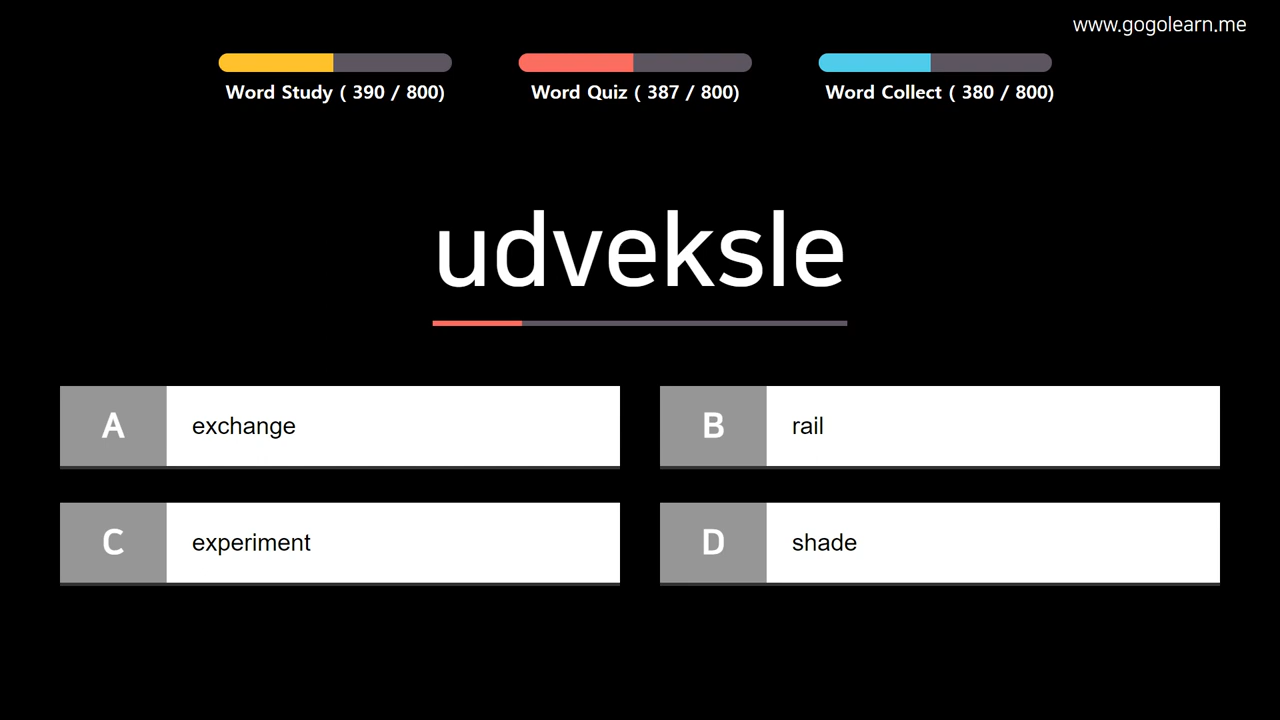 www.gogolearn.me
Word Study ( 390 / 800)
Word Quiz ( 387 / 800)
Word Collect ( 380 / 800)
udveksle
A exchange
B rail
C experiment
D shade